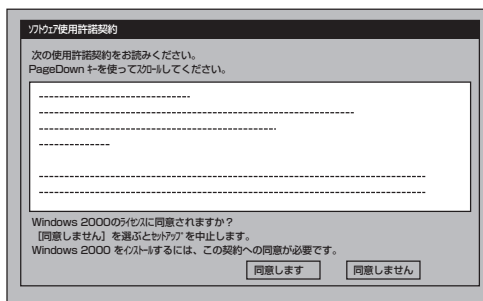 ｿﾌﾄｳｪｱ使用許諾契約
次の使用許諾契約をお読みください。
PageDown ｷｰを使ってｽｸﾛｰﾙしてください。
Windows 2000のﾗｲｾﾝｽに同意されますか？
［同意しません］を選ぶとｾｯﾄｱｯﾌﾟを中止します。
Windows 2000 をｲﾝｽﾄｰﾙするには、この契約への同意が必要です。
同意します 同意しません